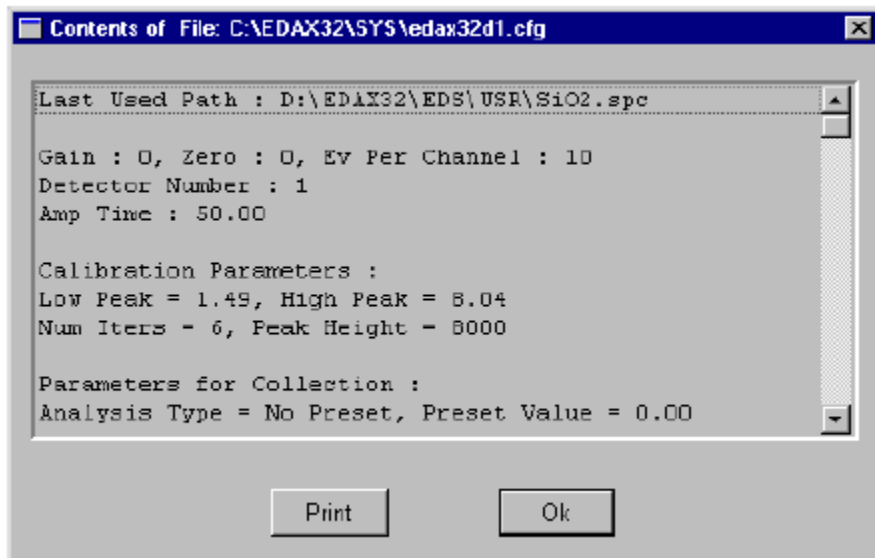 Contents of File: C:\EDAX32\SYS\edax32d1.cfg
Last Used Path : D:\EDAX32\EDS\USR\SiO2.spc
Gain : 0, Zero : 0, Ev Per Channel : 10
Detector Number : 1
Amp Time : 50.00
Calibration Parameters :
Low Peak = 1.49, High Peak = 8.04
Num Iters = 6, Peak Height = 8000
Parameters for Collection :
Analysis Type = No Preset, Preset Value = 0.00
Print
Ok